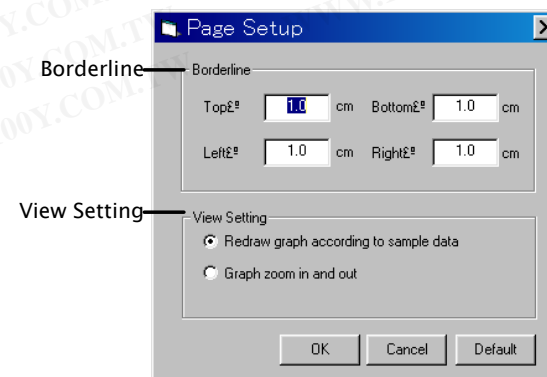 Page Setup
Borderline
Borderline
Top£º 1.0 cm Bottom£º 1.0 cm
Left£º 1.0 cm Right£º 1.0 cm
View Setting
View Setting
Redraw graph according to sample data
Graph zoom in and out
OK Cancel Default